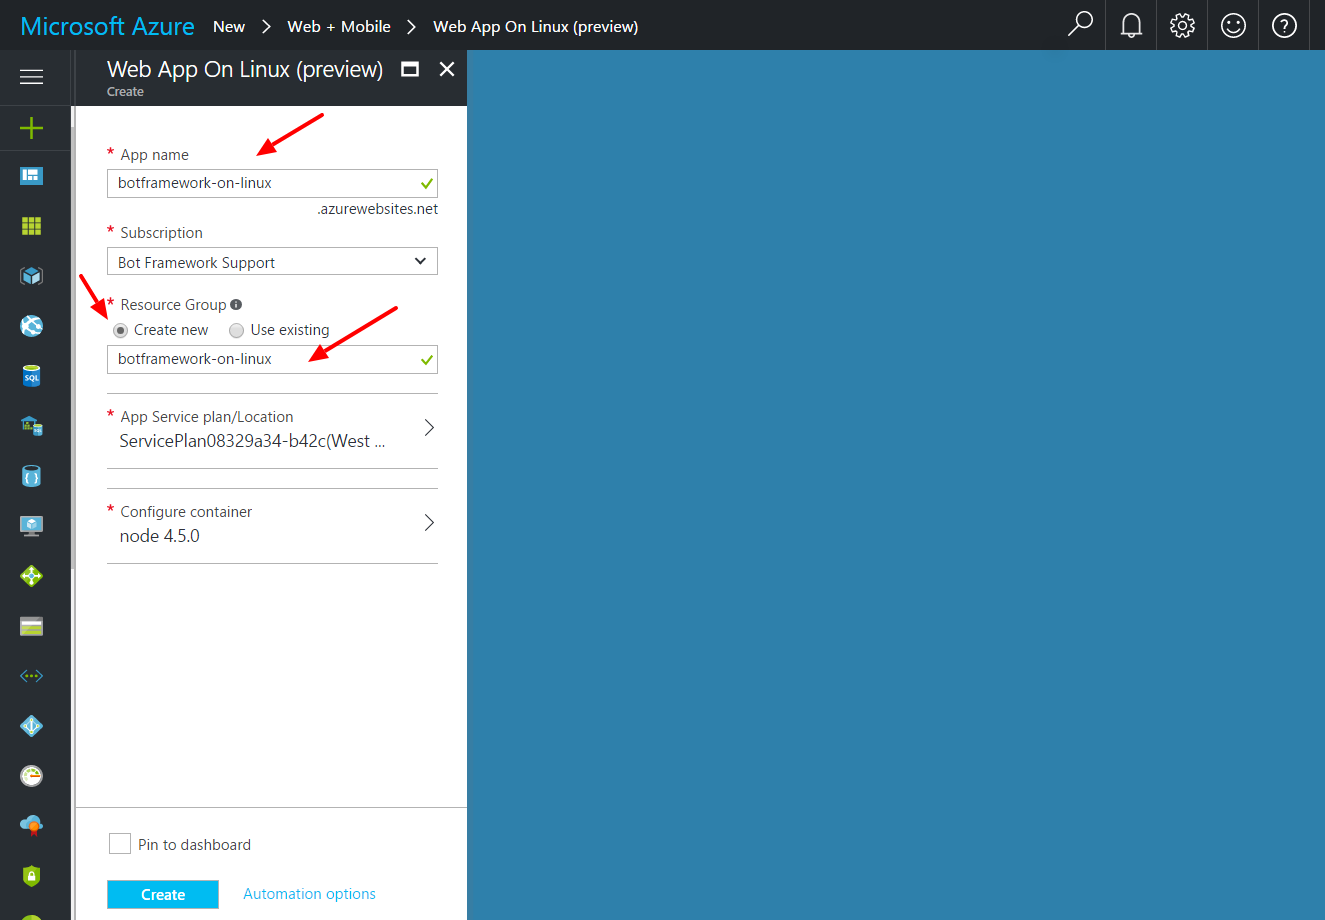 Microsoft Azure New > Web + Mobile > Web App On Linux (preview)
Web App On Linux (preview)
Create
* App name
botframework-on-linux
.azurewebsites.net
* Subscription
Bot Framework Support
* Resource Group
Create new Use existing
botframework-on-linux
* App Service plan/Location
ServicePlan08329a34-b42c(West ...
* Configure container
node 4.5.0
Pin to dashboard
Create Automation options
SQL